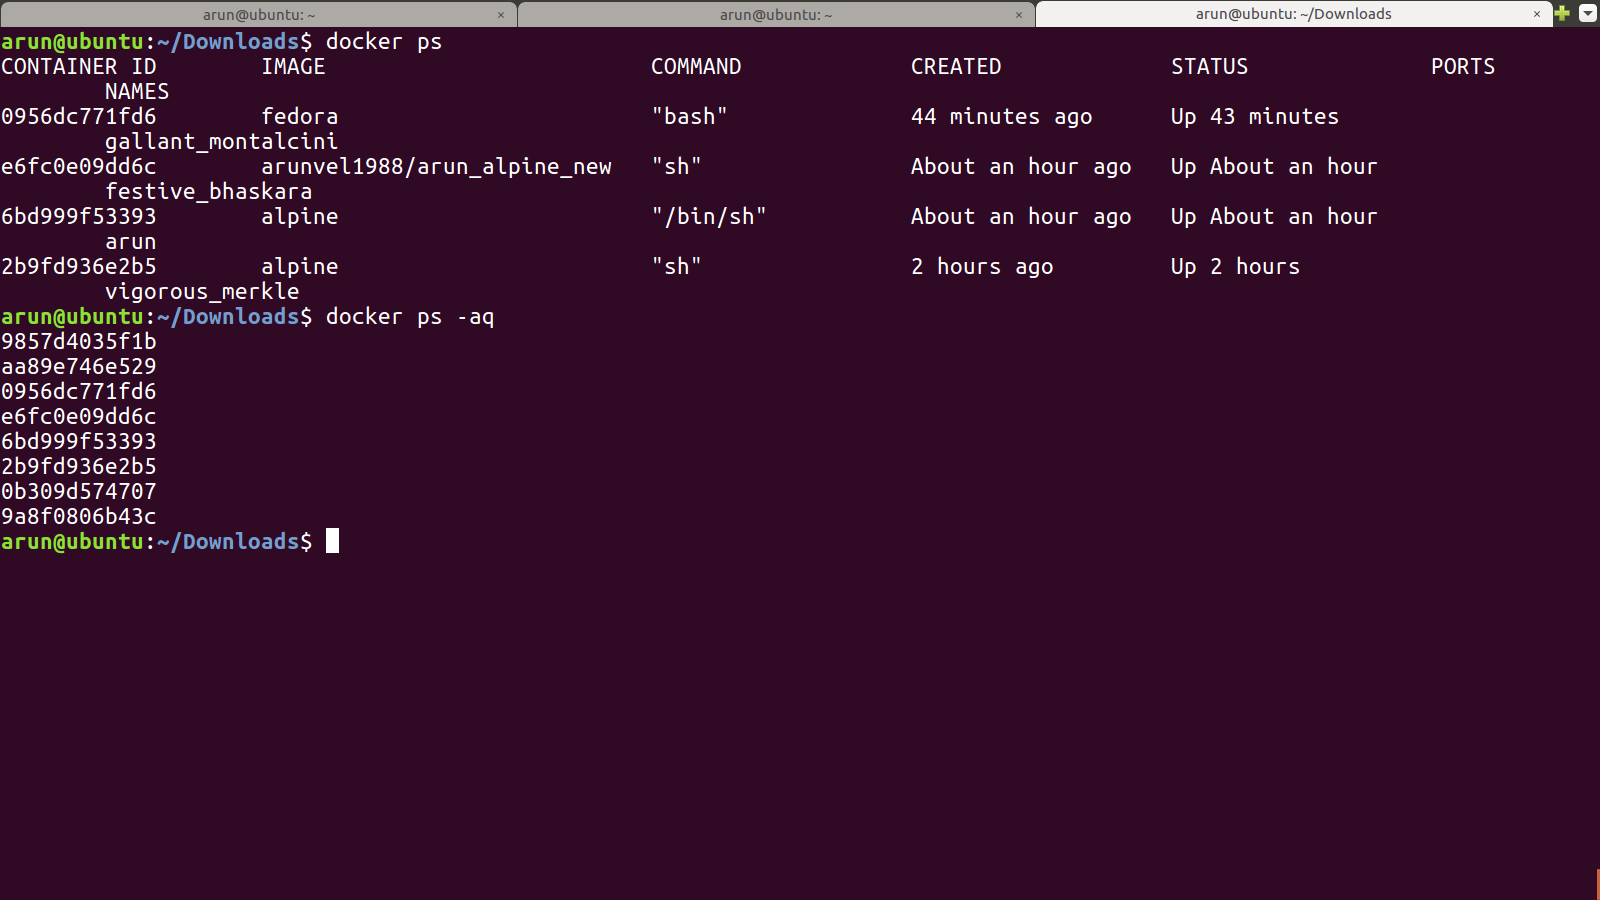 arun@ubuntu: ~ × arun@ubuntu: ~ × arun@ubuntu: ~/Downloads ×
arun@ubuntu:~/Downloads$ docker ps
CONTAINER ID        IMAGE                         COMMAND             CREATED             STATUS              PORTS
        NAMES
0956dc771fd6        fedora                        "bash"              44 minutes ago      Up 43 minutes
        gallant_montalcini
e6fc0e09dd6c        arunvel1988/arun_alpine_new   "sh"                About an hour ago   Up About an hour
        festive_bhaskara
6bd999f53393        alpine                        "/bin/sh"           About an hour ago   Up About an hour
        arun
2b9fd936e2b5        alpine                        "sh"                2 hours ago         Up 2 hours
        vigorous_merkle
arun@ubuntu:~/Downloads$ docker ps -aq
9857d4035f1b
aa89e746e529
0956dc771fd6
e6fc0e09dd6c
6bd999f53393
2b9fd936e2b5
0b309d574707
9a8f0806b43c
arun@ubuntu:~/Downloads$